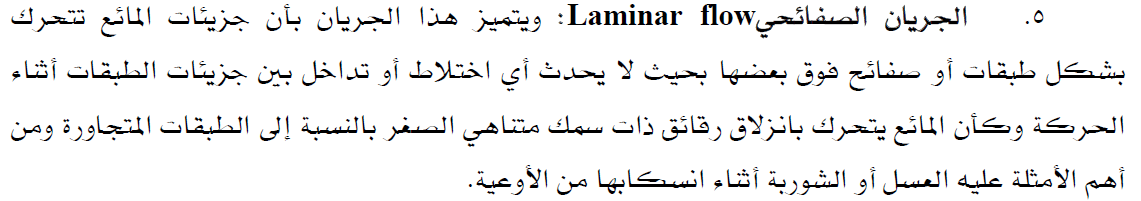 ٥. الجريان الصفائحي Laminar flow: ويتميز هذا الجريان بأن جزيئات المائع تتحرك
بشكل طبقات أو صفائح فوق بعضها بحيث لا يحدث أي اختلاط أو تداخل بين جزيئات الطبقات أثناء
الحركة وكأن المائع يتحرك بانزلاق رقائق ذات سمك متناهي الصغر بالنسبة إلى الطبقات المتجاورة ومن
أهم الأمثلة عليه العسل أو الشوربة أثناء انسكابها من الأوعية.